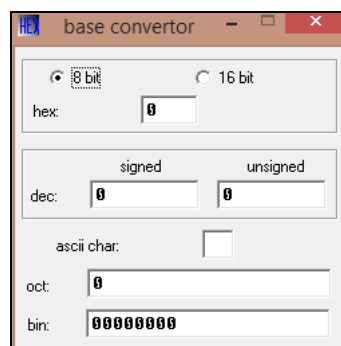 HEX base convertor
8 bit 16 bit
hex: 0
signed unsigned
dec: 0 0
ascii char:
oct: 0
bin: 00000000